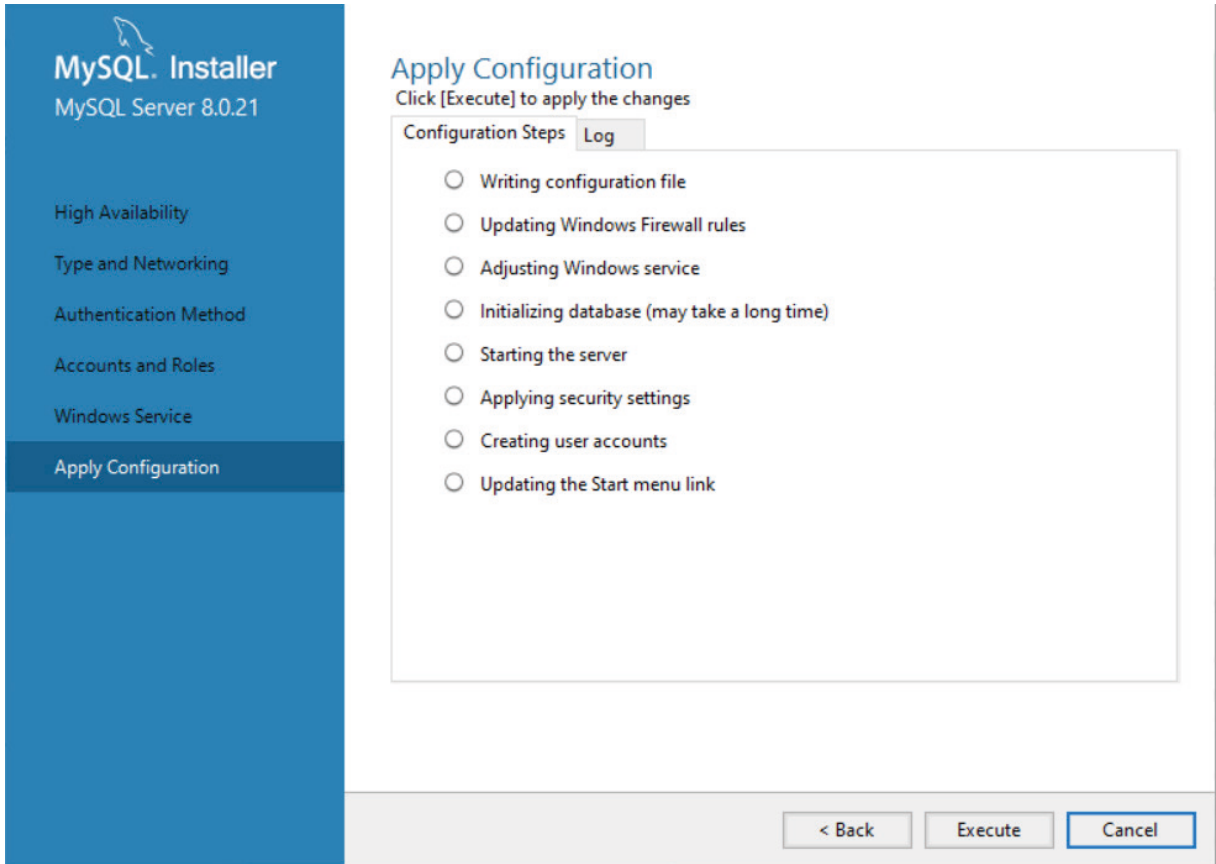 MySQL. Installer
MySQL Server 8.0.21
High Availability
Type and Networking
Authentication Method
Accounts and Roles
Windows Service
Apply Configuration
Apply Configuration
Click [Execute] to apply the changes
Configuration Steps Log
Writing configuration file
Updating Windows Firewall rules
Adjusting Windows service
Initializing database (may take a long time)
Starting the server
Applying security settings
Creating user accounts
Updating the Start menu link
< Back Execute Cancel